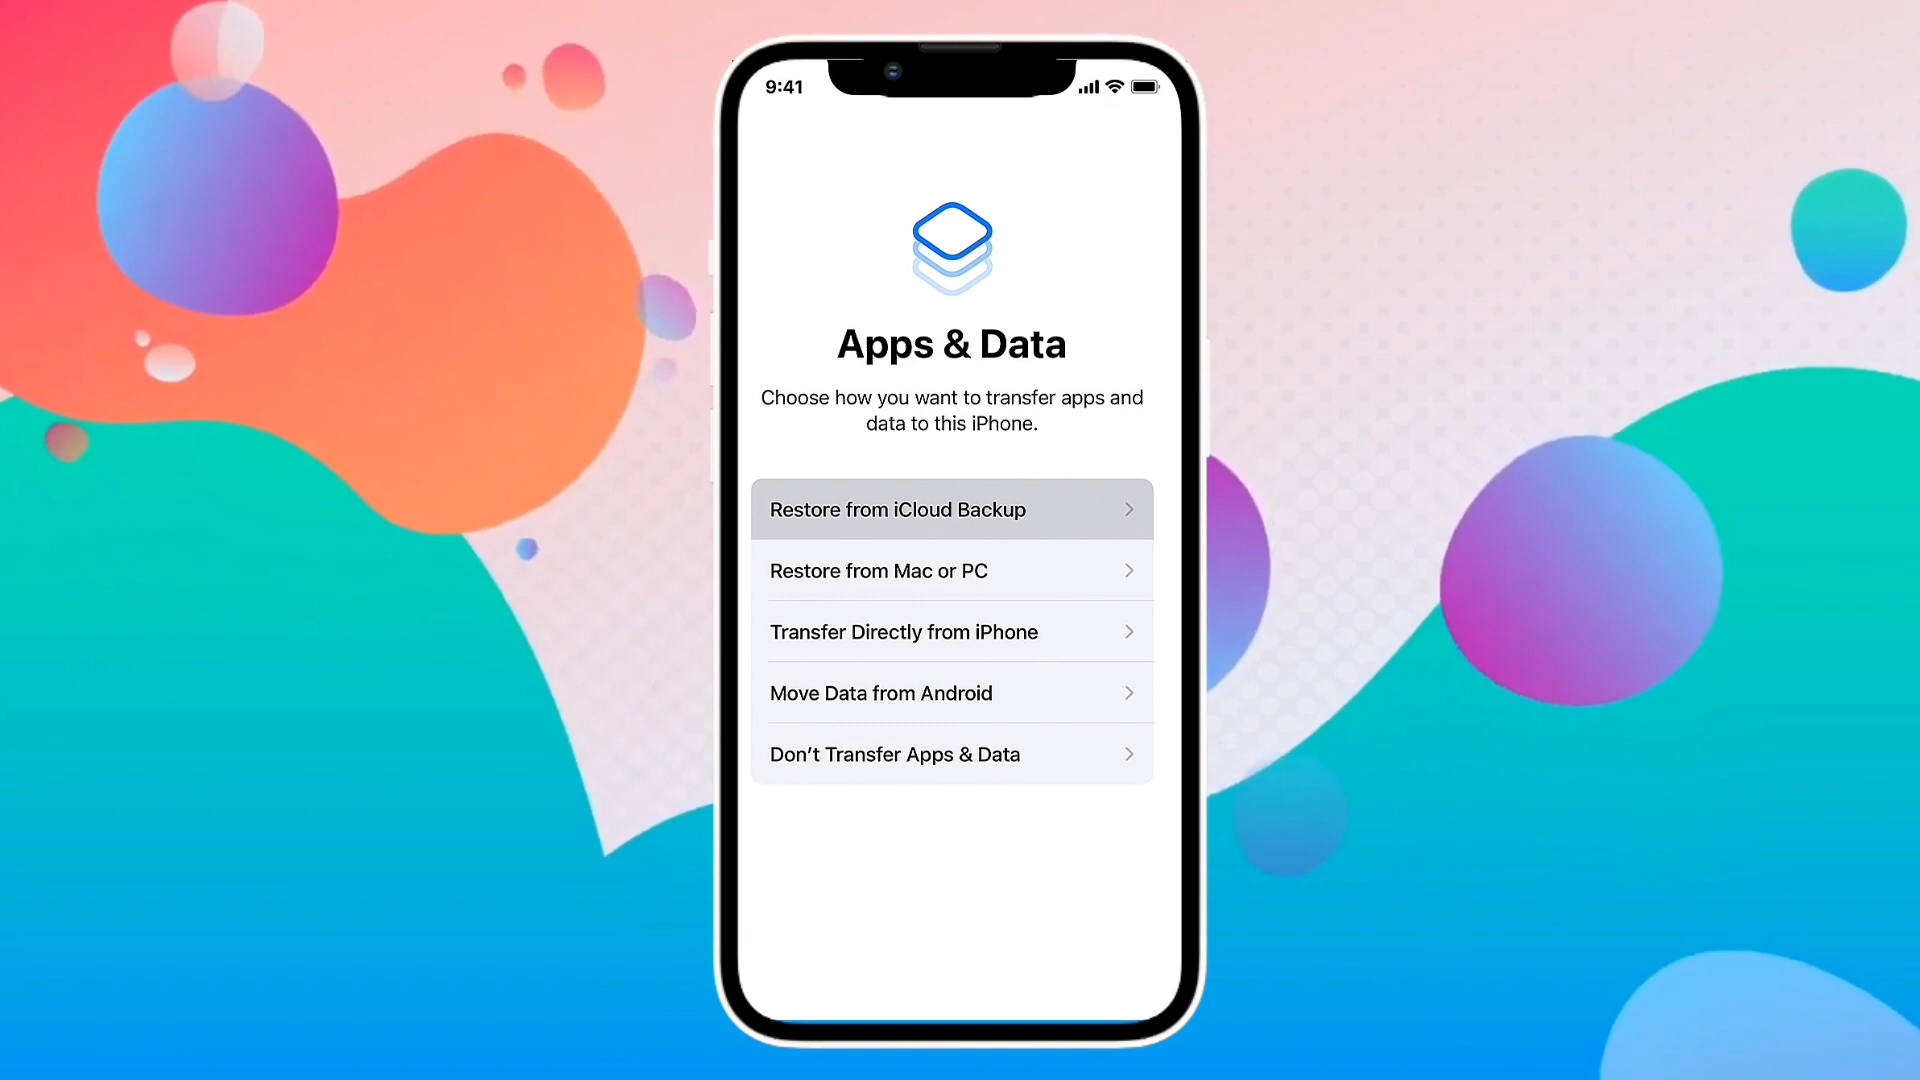 9:41
Apps & Data
Choose how you want to transfer apps and
data to this iPhone.
Restore from iCloud Backup
Restore from Mac or PC
Transfer Directly from iPhone
Move Data from Android
Don’t Transfer Apps & Data